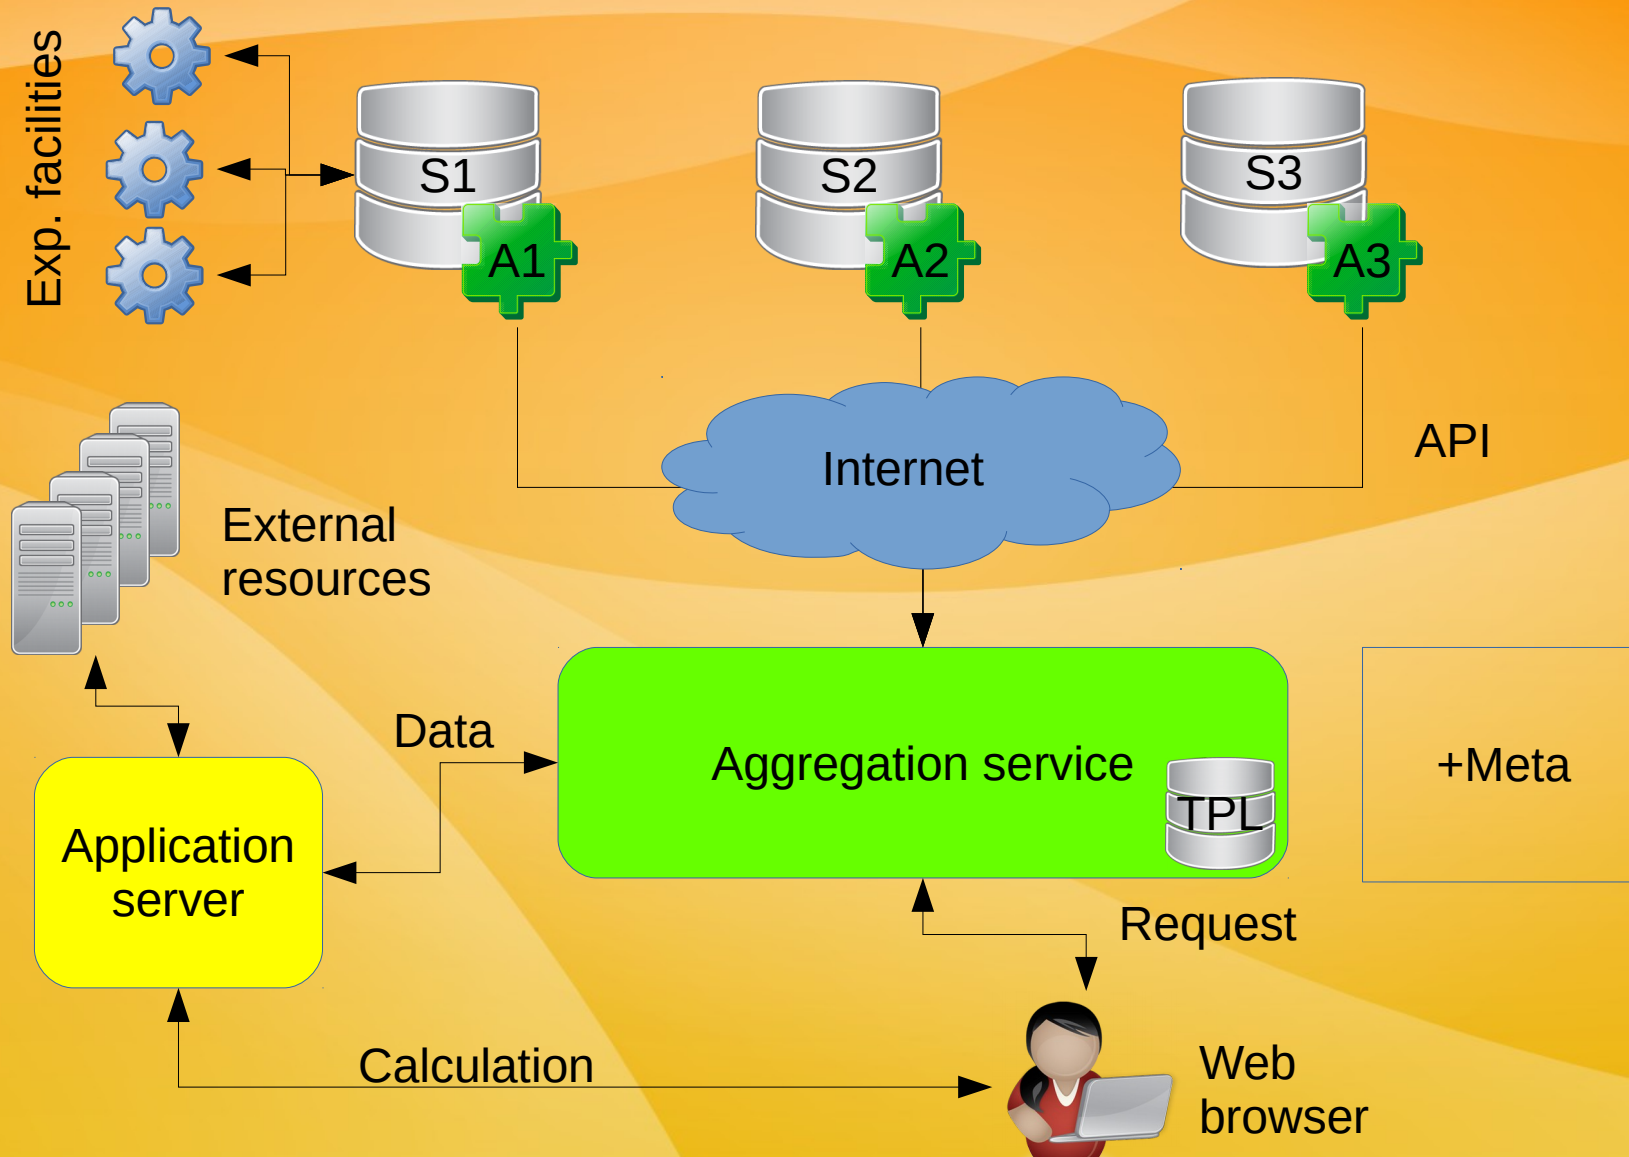 Exp. facilities
S1
S2
S3
A1
A2
A3
Internet
API
External
resources
Data
Aggregation service
TPL
+Meta
Application
server
Request
Calculation
Web
browser